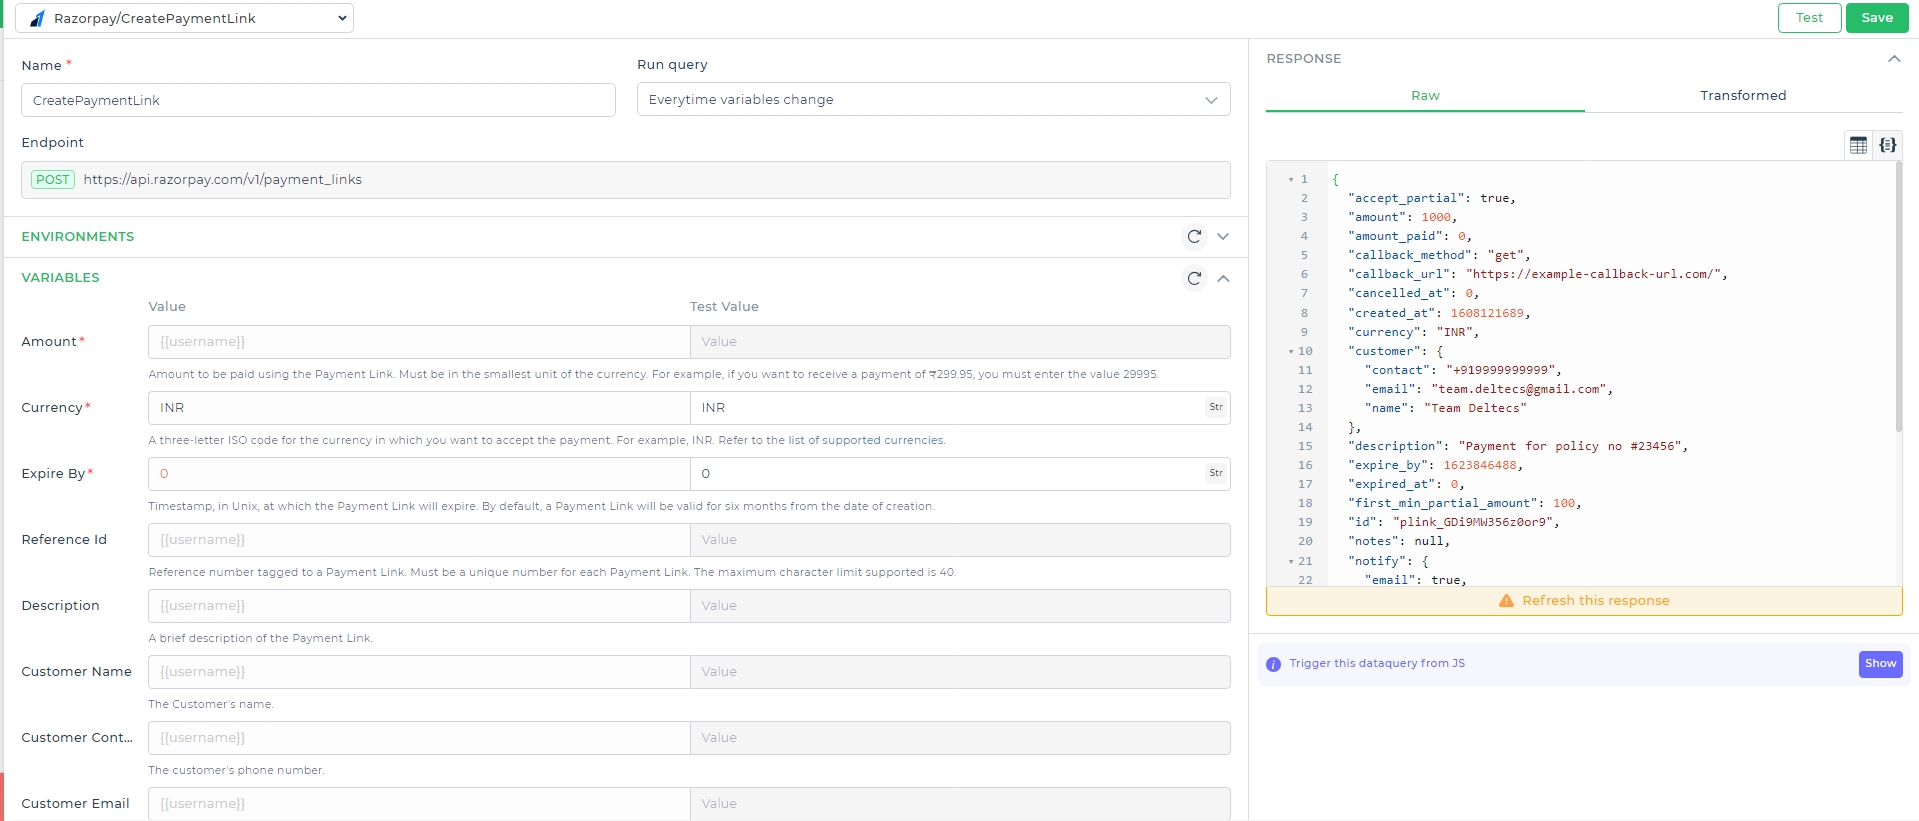 Razorpay/CreatePaymentLink
Test
Save
Name *
Run query
CreatePaymentLink
Everytime variables change
Endpoint
POST https://api.razorpay.com/v1/payment_links
ENVIRONMENTS
VARIABLES
Value
Test Value
Amount*
{{username}}
Value
Amount to be paid using the Payment Link. Must be in the smallest unit of the currency. For example, if you want to receive a payment of ₹299.95, you must enter the value 29995.
Currency*
INR
INR
Str
A three-letter ISO code for the currency in which you want to accept the payment. For example, INR. Refer to the list of supported currencies.
Expire By*
0
0
Str
Timestamp, in Unix, at which the Payment Link will expire. By default, a Payment Link will be valid for six months from the date of creation.
Reference Id
{{username}}
Value
Reference number tagged to a Payment Link. Must be a unique number for each Payment Link. The maximum character limit supported is 40.
Description
{{username}}
Value
A brief description of the Payment Link.
Customer Name
{{username}}
Value
The Customer's name.
Customer Cont...
{{username}}
Value
The customer's phone number.
Customer Email
{{username}}
Value
RESPONSE
Raw
Transformed
1 {
2 "accept_partial": true,
3 "amount": 1000,
4 "amount_paid": 0,
5 "callback_method": "get",
6 "callback_url": "https://example-callback-url.com/",
7 "cancelled_at": 0,
8 "created_at": 1608121689,
9 "currency": "INR",
10 "customer": {
11 "contact": "+919999999999",
12 "email": "team.deltecs@gmail.com",
13 "name": "Team Deltecs"
14 },
15 "description": "Payment for policy no #23456",
16 "expire_by": 1623846488,
17 "expired_at": 0,
18 "first_min_partial_amount": 100,
19 "id": "plink_GDi9MW356z0or9",
20 "notes": null,
21 "notify": {
22 "email": true,
Refresh this response
Trigger this dataquery from JS
Show